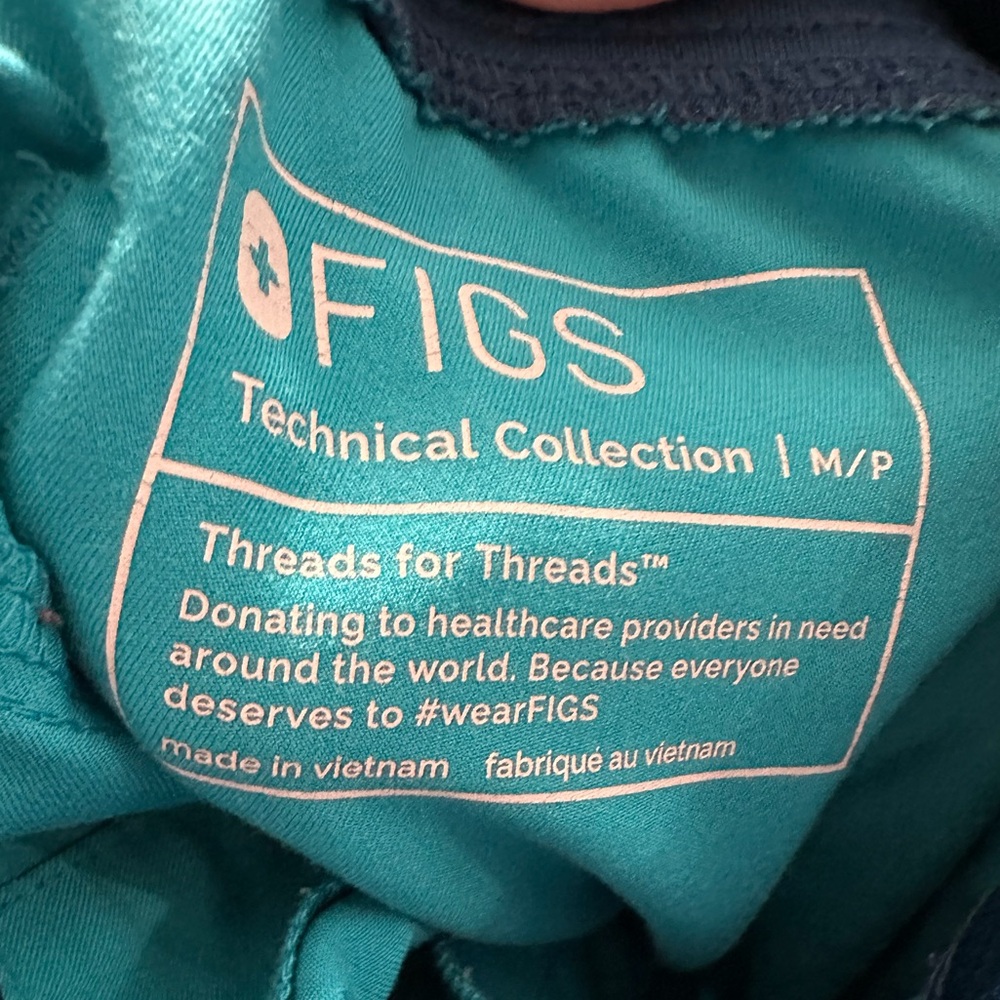 FIGS
Technical Collection | M/P
Threads for Threads™
Donating to healthcare providers in need
around the world. Because everyone
deserves to #wearFIGS
made in vietnam fabriqué au vietnam